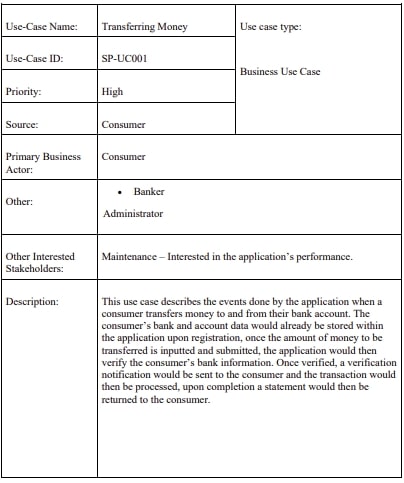 Use-Case Name: Transferring Money Use case type:
Use-Case ID: SP-UC001
Business Use Case
Priority: High
Source: Consumer
Primary Business Actor: Consumer
Other:
• Banker
Administrator
Other Interested Stakeholders: Maintenance – Interested in the application's performance.
Description: This use case describes the events done by the application when a
consumer transfers money to and from their bank account. The
consumer's bank and account data would already be stored within
the application upon registration, once the amount of money to be
transferred is inputted and submitted, the application would then
verify the consumer's bank information. Once verified, a verification
notification would be sent to the consumer and the transaction would
then be processed, upon completion a statement would then be
returned to the consumer.